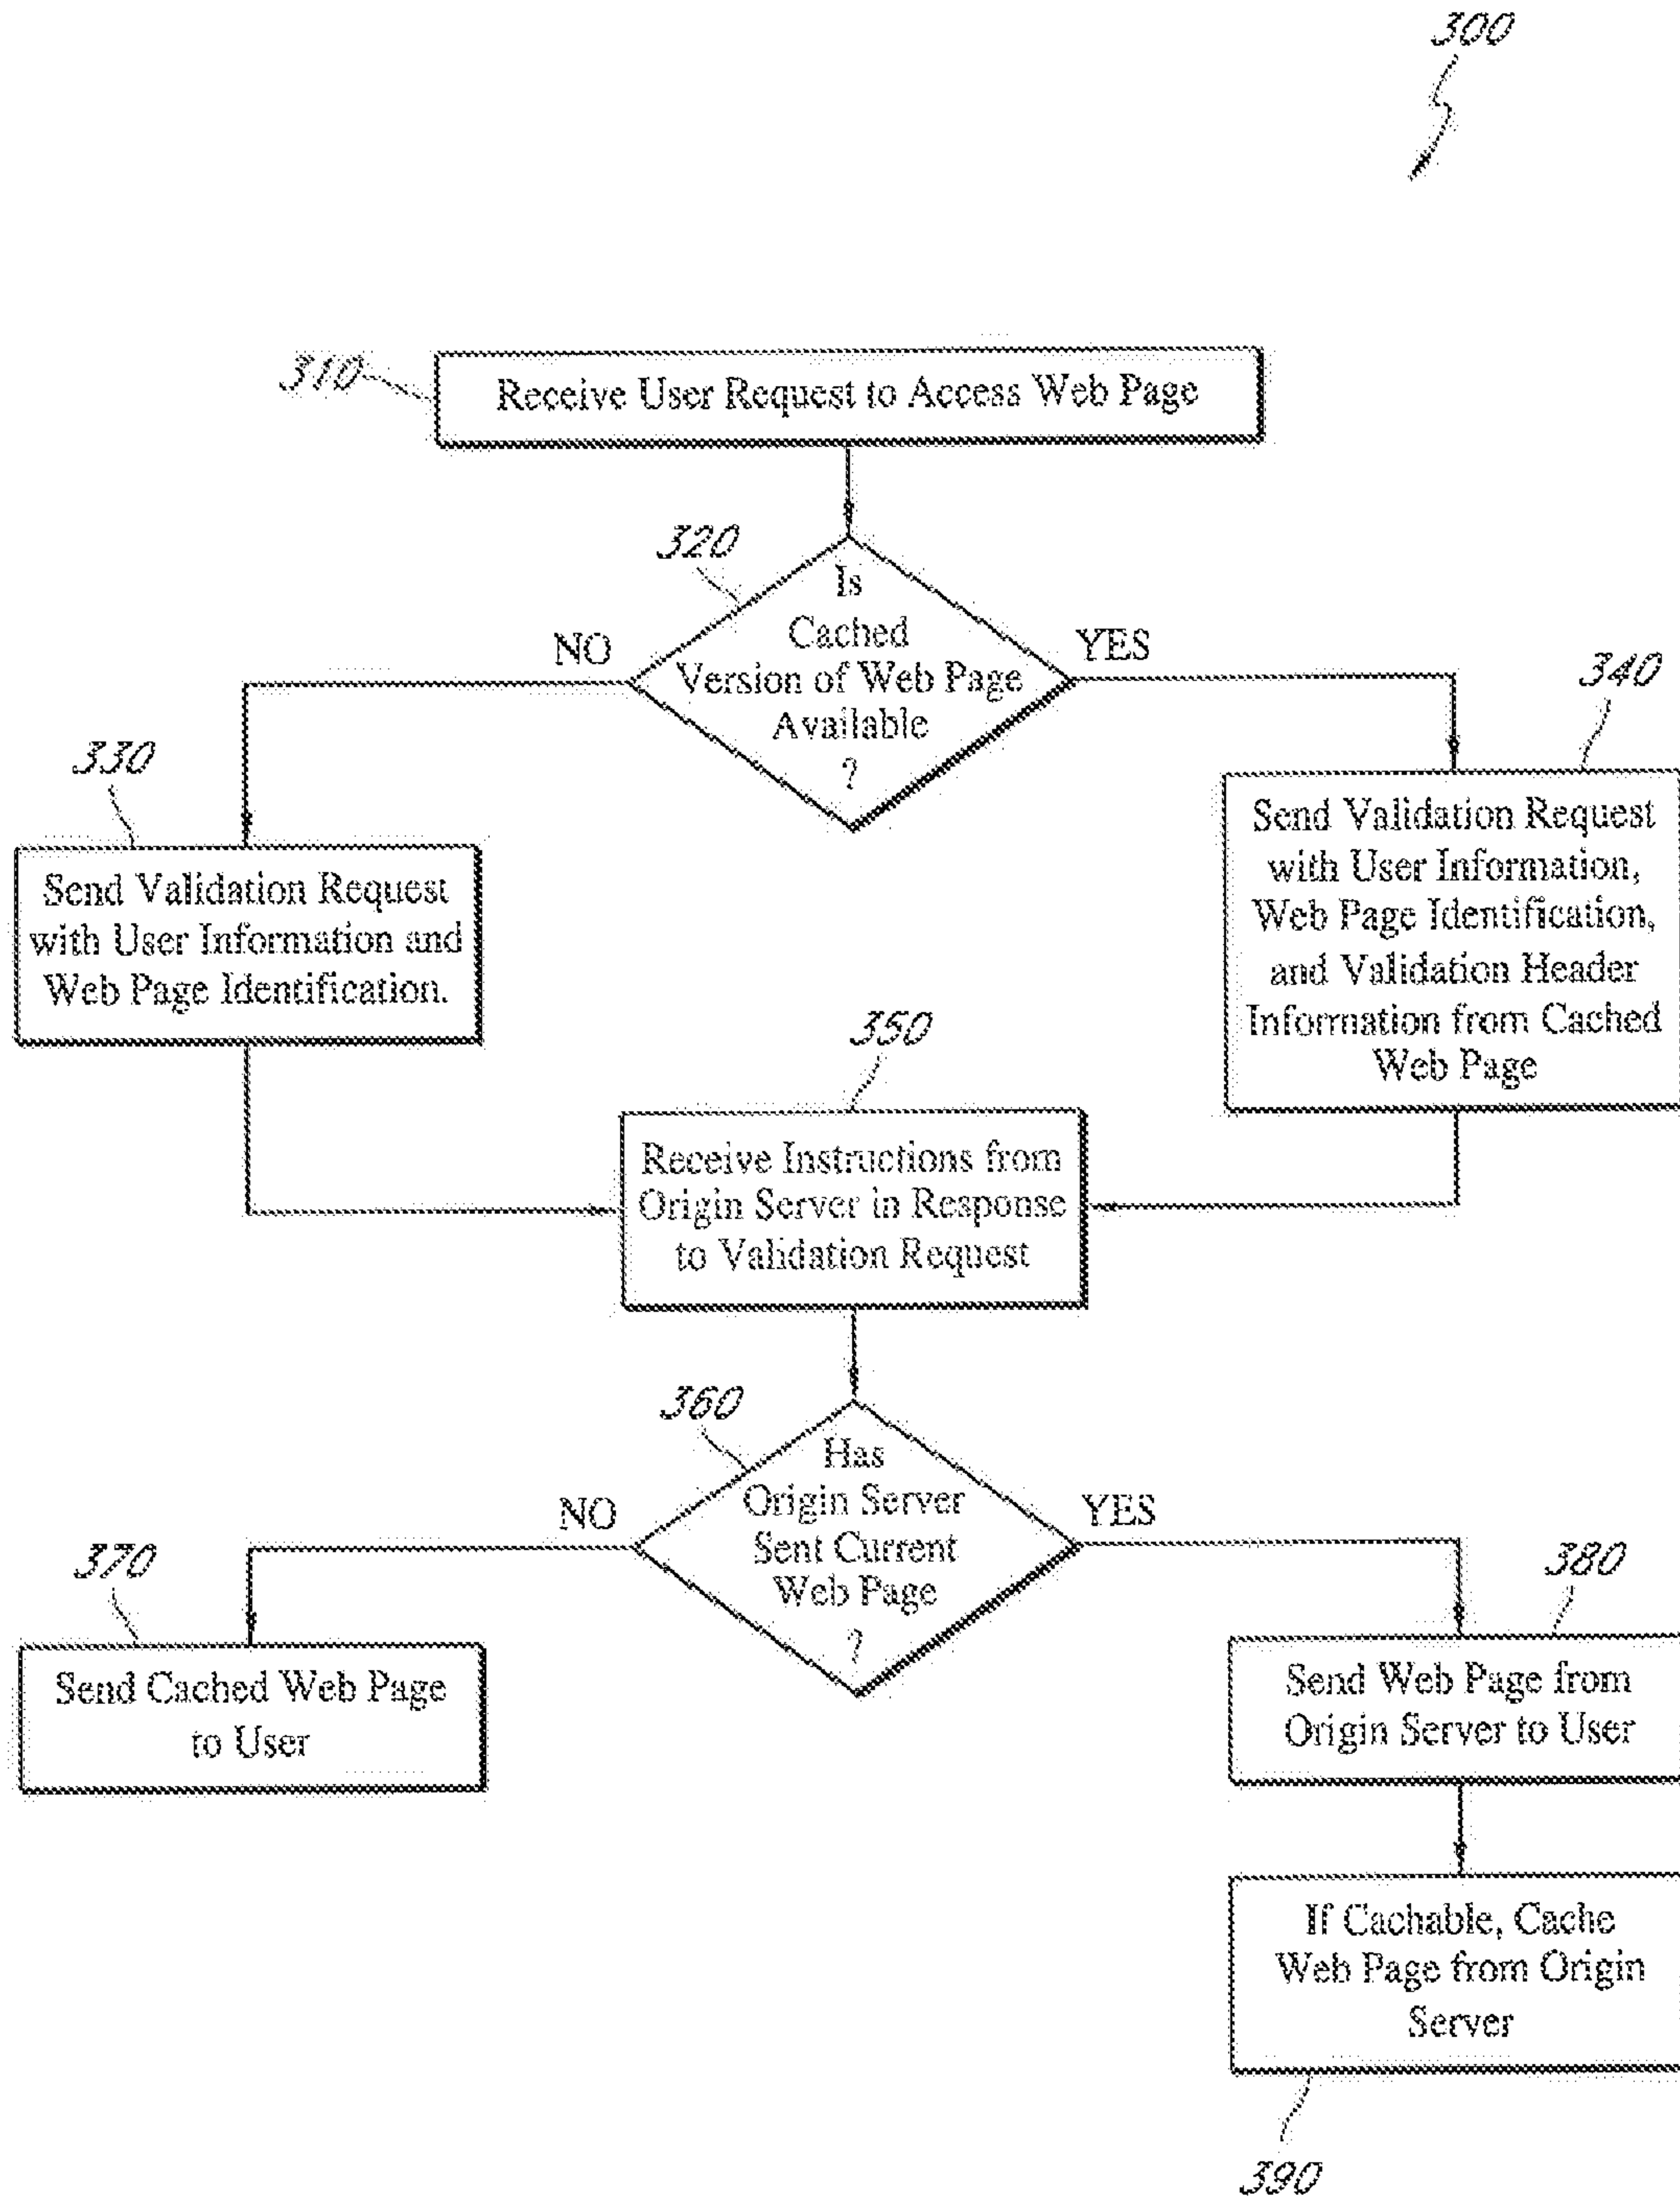 300
310
Receive User Request to Access Web Page
320
Is
Cached
Version of Web Page
Available
?
NO
YES
330
Send Validation Request
with User Information and
Web Page Identification.
340
Send Validation Request
with User Information,
Web Page Identification,
and Validation Header
Information from Cached
Web Page
350
Receive Instructions from
Origin Server in Response
to Validation Request
360
Has
Origin Server
Sent Current
Web Page
?
NO
YES
370
Send Cached Web Page
to User
380
Send Web Page from
Origin Server to User
If Cachable, Cache
Web Page from Origin
Server
390